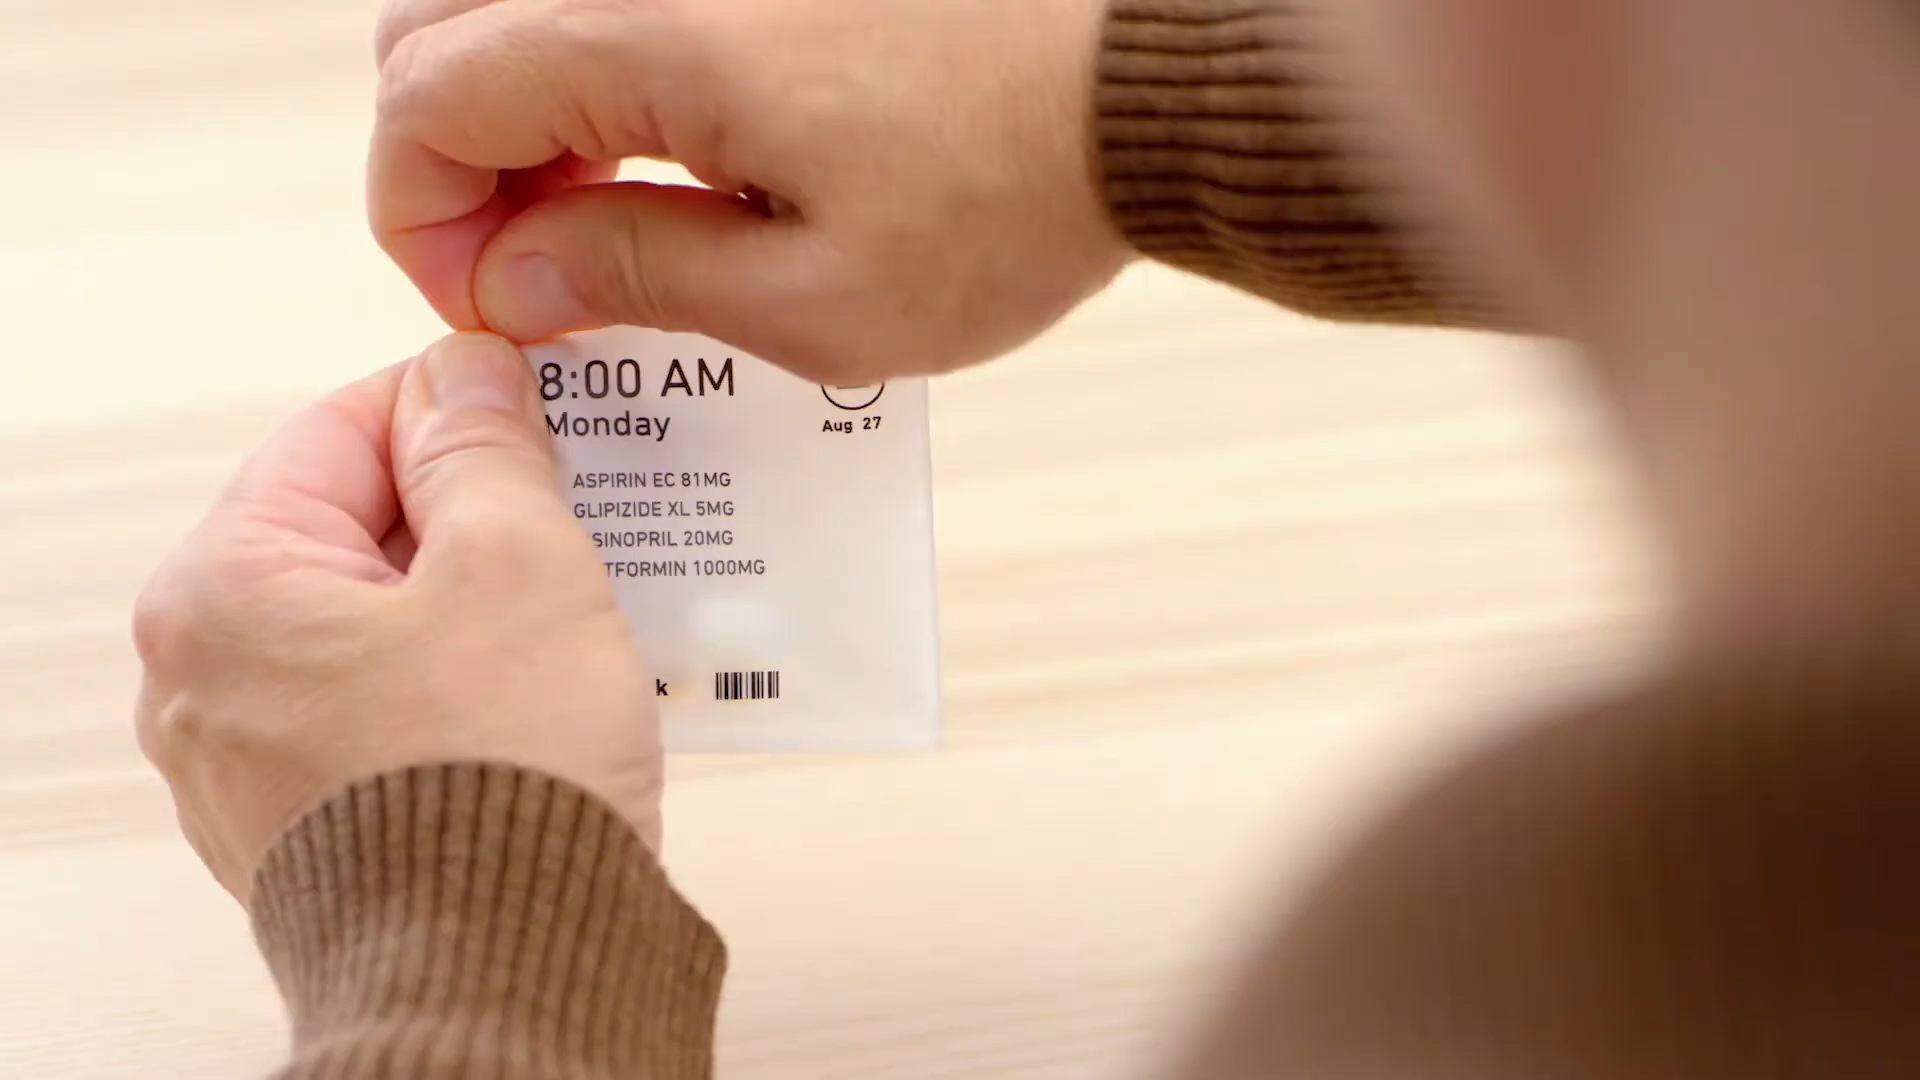 8:00 AM
Monday
Aug 27
ASPIRIN EC 81MG
GLIPIZIDE XL 5MG
SINOPRIL 20MG
TFORMIN 1000MG
k